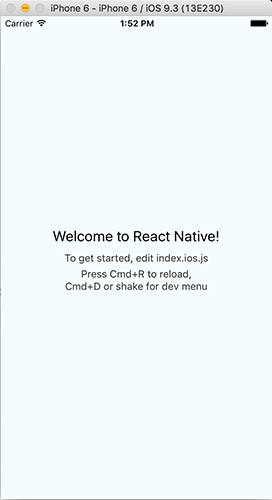 iPhone 6 - iPhone 6 / iOS 9.3 (13E230)
Carrier 1:52 PM
Welcome to React Native!
To get started, edit index.ios.js
Press Cmd+R to reload,
Cmd+D or shake for dev menu